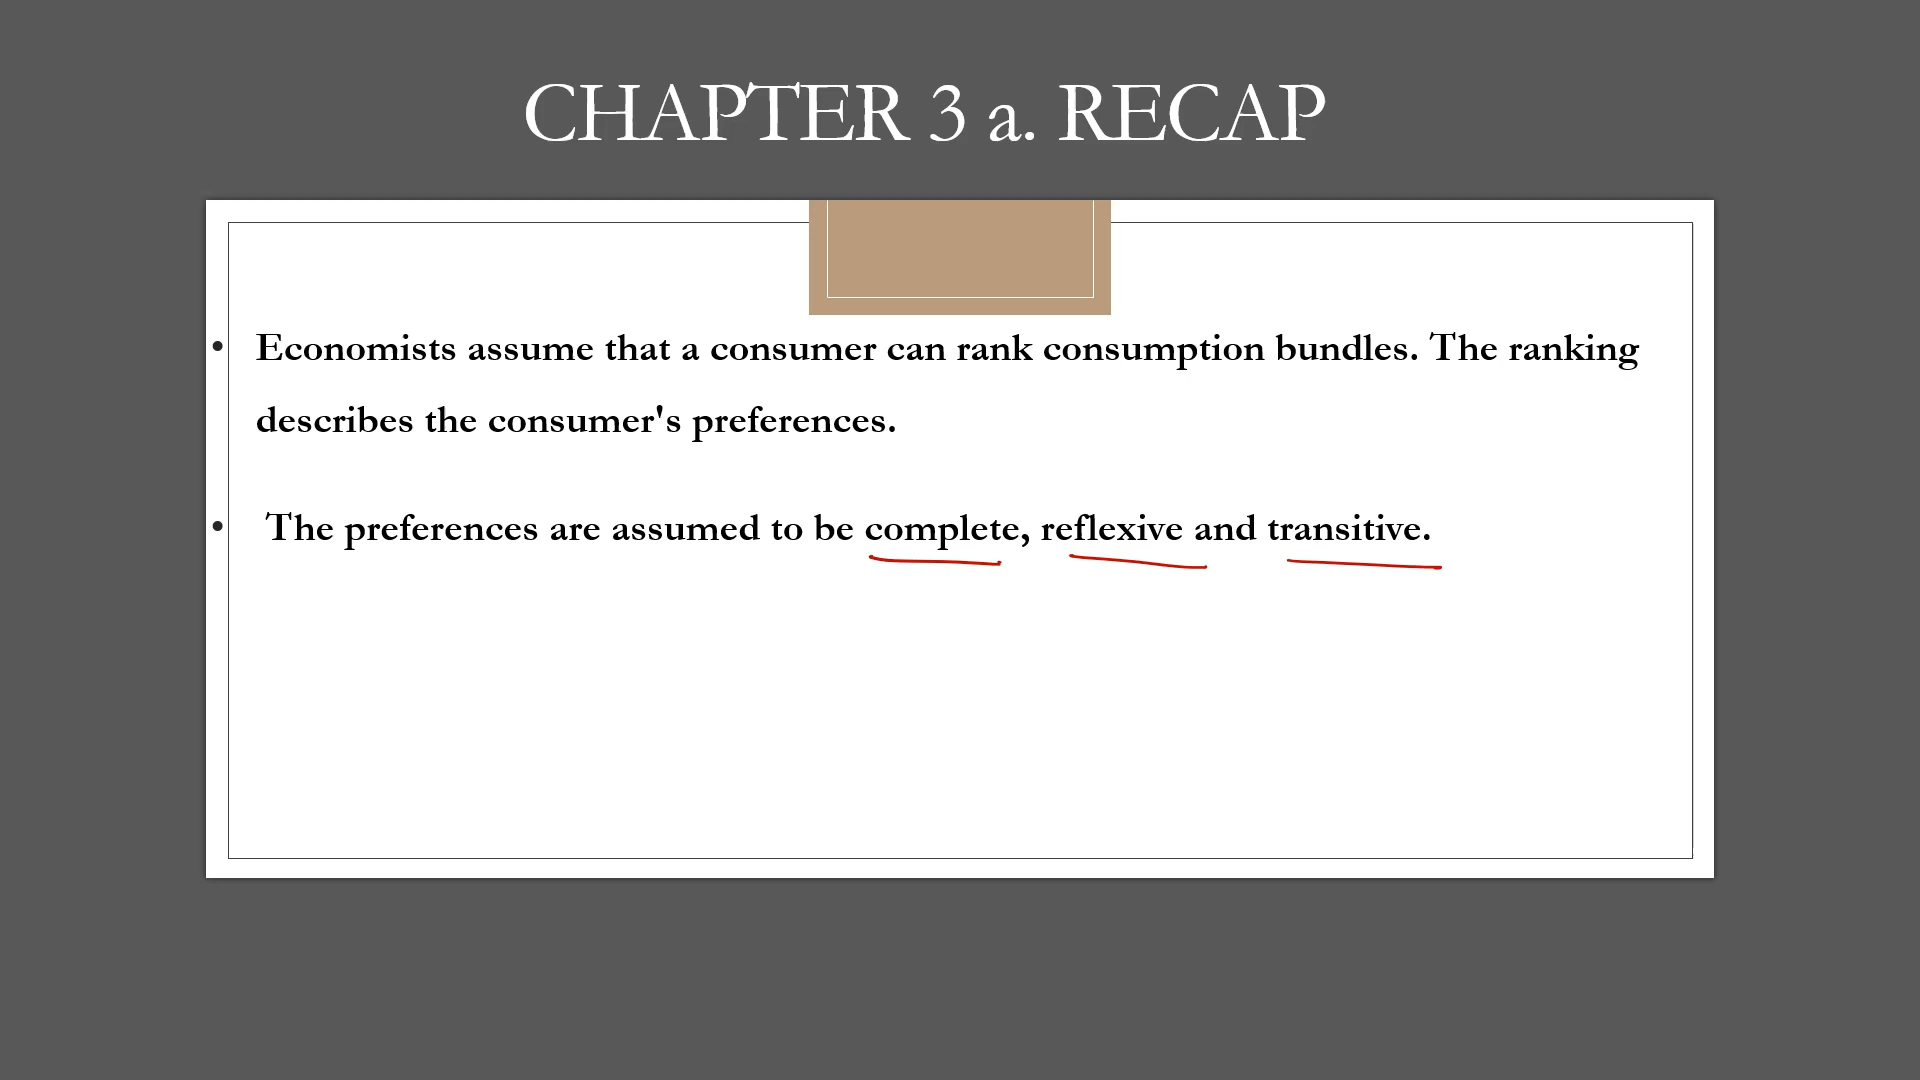 CHAPTER 3 a. RECAP
• Economists assume that a consumer can rank consumption bundles. The ranking
describes the consumer's preferences.
• The preferences are assumed to be complete, reflexive and transitive.